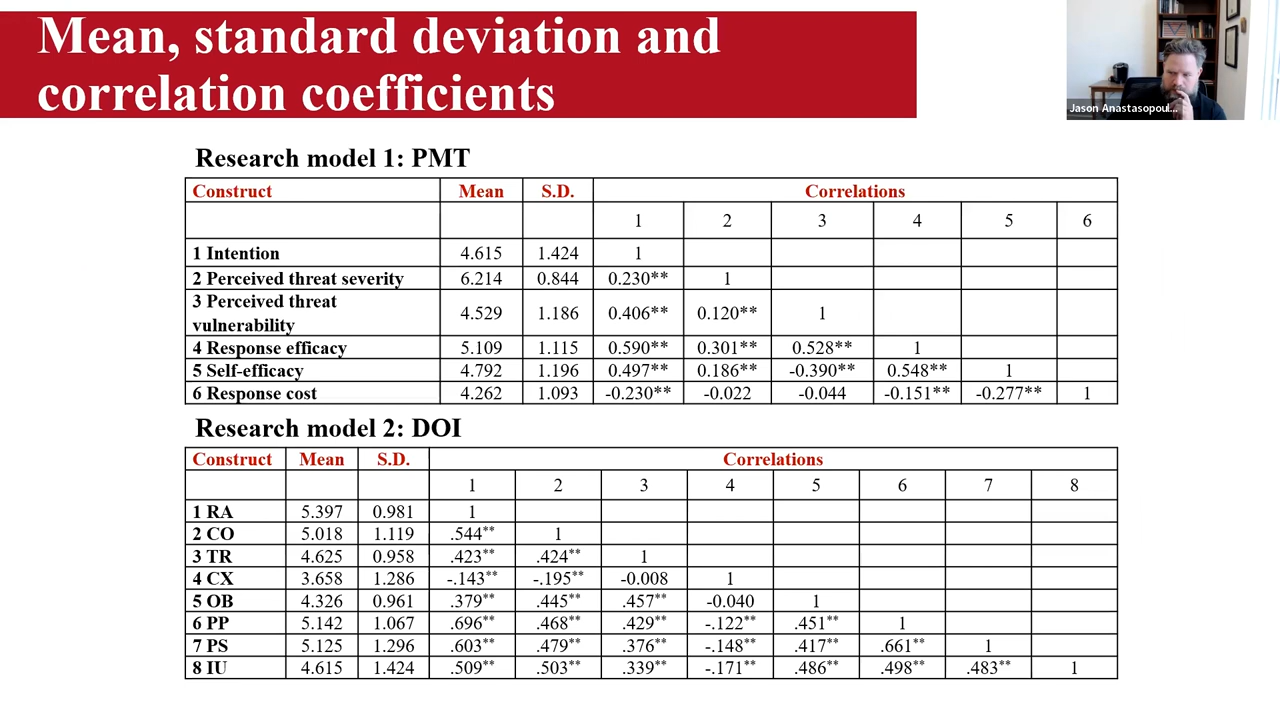 Mean, standard deviation and
correlation coefficients
Jason Anastasopoul...
Research model 1: PMT
Construct Mean S.D. Correlations
1 2 3 4 5 6
1 Intention 4.615 1.424 1
2 Perceived threat severity 6.214 0.844 0.230** 1
3 Perceived threat
vulnerability 4.529 1.186 0.406** 0.120** 1
4 Response efficacy 5.109 1.115 0.590** 0.301** 0.528** 1
5 Self-efficacy 4.792 1.196 0.497** 0.186** -0.390** 0.548** 1
6 Response cost 4.262 1.093 -0.230** -0.022 -0.044 -0.151** -0.277** 1
Research model 2: DOI
Construct Mean S.D. Correlations
1 2 3 4 5 6 7 8
1 RA 5.397 0.981 1
2 CO 5.018 1.119 .544** 1
3 TR 4.625 0.958 .423** .424** 1
4 CX 3.658 1.286 -.143** -.195** -0.008 1
5 OB 4.326 0.961 .379** .445** .457** -0.040 1
6 PP 5.142 1.067 .696** .468** .429** -.122** .451** 1
7 PS 5.125 1.296 .603** .479** .376** -.148** .417** .661** 1
8 IU 4.615 1.424 .509** .503** .339** -.171** .486** .498** .483** 1